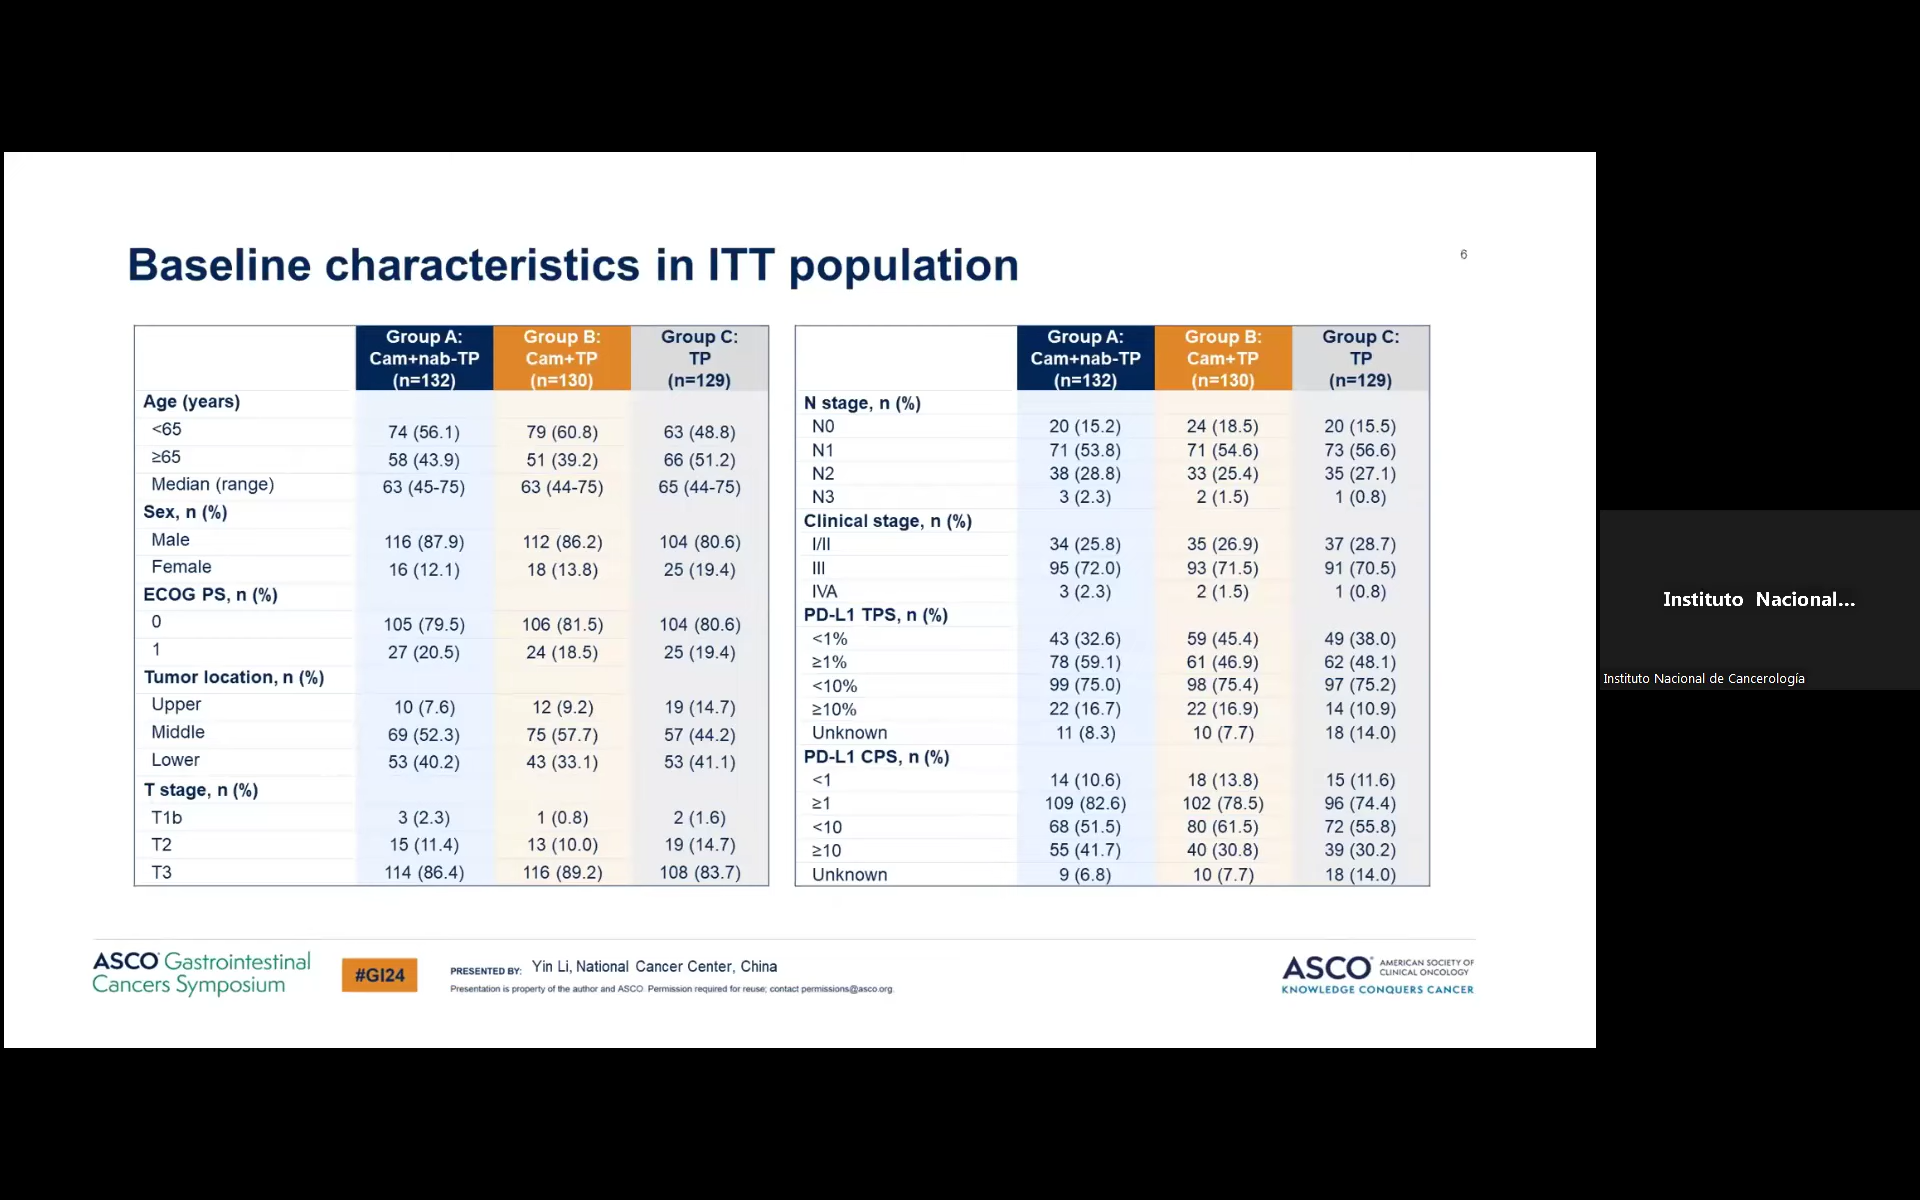 Baseline characteristics in ITT population
6
Group A: Cam+nab-TP (n=132) Group B: Cam+TP (n=130) Group C: TP (n=129)
Age (years)
<65 74 (56.1) 79 (60.8) 63 (48.8)
≥65 58 (43.9) 51 (39.2) 66 (51.2)
Median (range) 63 (45-75) 63 (44-75) 65 (44-75)
Sex, n (%)
Male 116 (87.9) 112 (86.2) 104 (80.6)
Female 16 (12.1) 18 (13.8) 25 (19.4)
ECOG PS, n (%)
0 105 (79.5) 106 (81.5) 104 (80.6)
1 27 (20.5) 24 (18.5) 25 (19.4)
Tumor location, n (%)
Upper 10 (7.6) 12 (9.2) 19 (14.7)
Middle 69 (52.3) 75 (57.7) 57 (44.2)
Lower 53 (40.2) 43 (33.1) 53 (41.1)
T stage, n (%)
T1b 3 (2.3) 1 (0.8) 2 (1.6)
T2 15 (11.4) 13 (10.0) 19 (14.7)
T3 114 (86.4) 116 (89.2) 108 (83.7)
Group A: Cam+nab-TP (n=132) Group B: Cam+TP (n=130) Group C: TP (n=129)
N stage, n (%)
N0 20 (15.2) 24 (18.5) 20 (15.5)
N1 71 (53.8) 71 (54.6) 73 (56.6)
N2 38 (28.8) 33 (25.4) 35 (27.1)
N3 3 (2.3) 2 (1.5) 1 (0.8)
Clinical stage, n (%)
I/II 34 (25.8) 35 (26.9) 37 (28.7)
III 95 (72.0) 93 (71.5) 91 (70.5)
IVA 3 (2.3) 2 (1.5) 1 (0.8)
PD-L1 TPS, n (%)
<1% 43 (32.6) 59 (45.4) 49 (38.0)
≥1% 78 (59.1) 61 (46.9) 62 (48.1)
<10% 99 (75.0) 98 (75.4) 97 (75.2)
≥10% 22 (16.7) 22 (16.9) 14 (10.9)
Unknown 11 (8.3) 10 (7.7) 18 (14.0)
PD-L1 CPS, n (%)
<1 14 (10.6) 18 (13.8) 15 (11.6)
≥1 109 (82.6) 102 (78.5) 96 (74.4)
<10 68 (51.5) 80 (61.5) 72 (55.8)
≥10 55 (41.7) 40 (30.8) 39 (30.2)
Unknown 9 (6.8) 10 (7.7) 18 (14.0)
ASCO Gastrointestinal
Cancers Symposium
#GI24
PRESENTED BY: Yin Li, National Cancer Center, China
Presentation is property of the author and ASCO. Permission required for reuse; contact permissions@asco.org.
ASCO AMERICAN SOCIETY OF
CLINICAL ONCOLOGY
KNOWLEDGE CONQUERS CANCER
Instituto Nacional...
Instituto Nacional de Cancerología